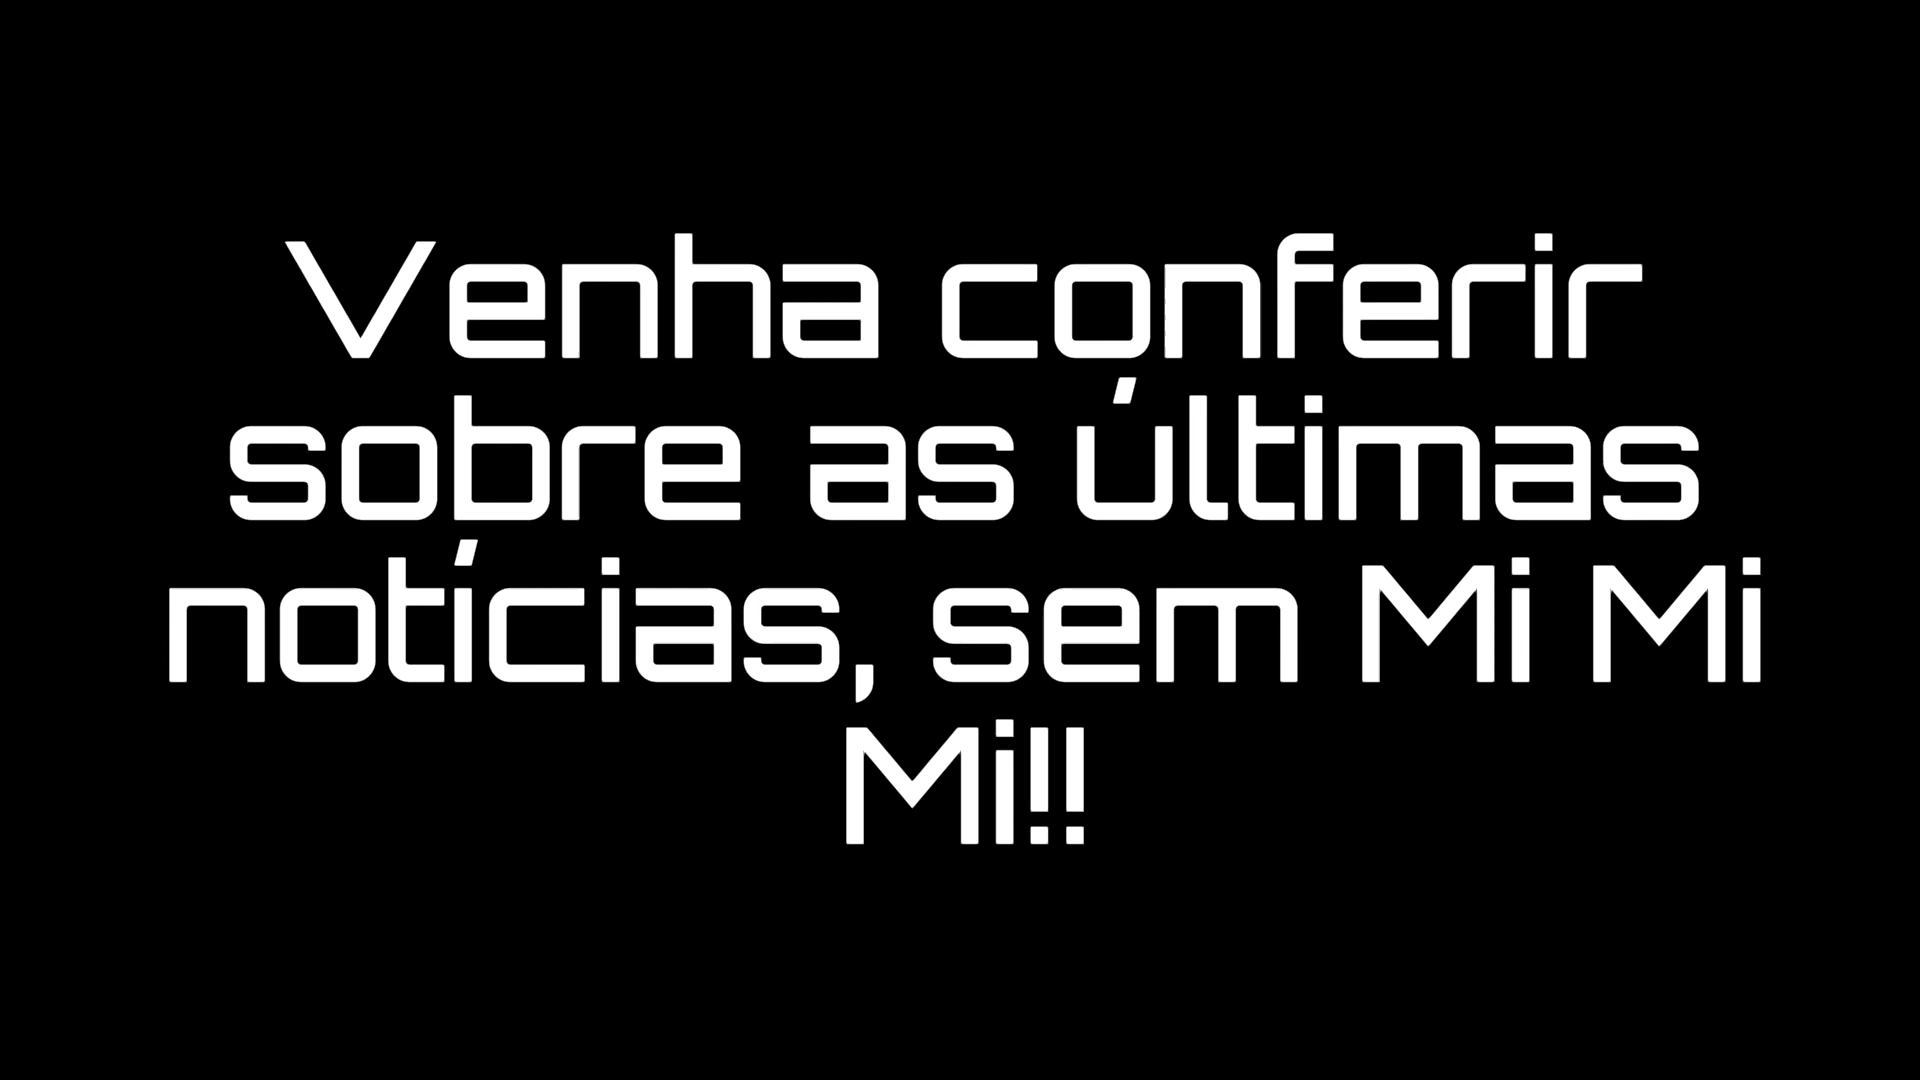 Venha conferir
sobre as últimas
notícias, sem Mi Mi
Mi!!